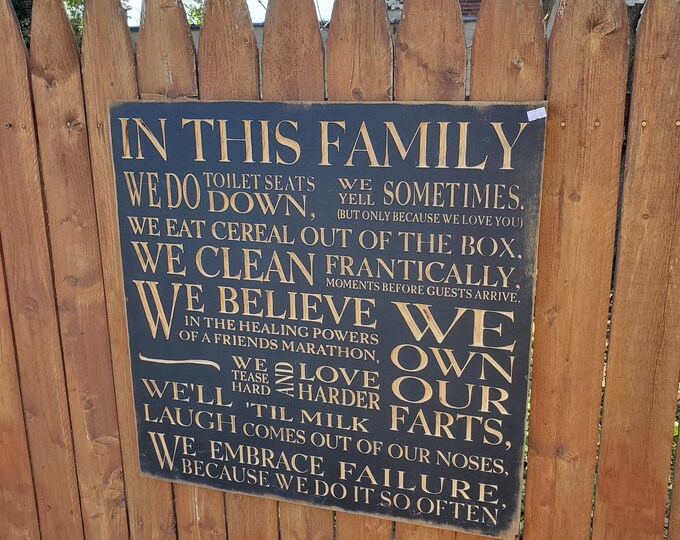 IN THIS FAMILY
WE DO TOILET SEATS DOWN,
WE YELL SOMETIMES.
(BUT ONLY BECAUSE WE LOVE YOU)
WE EAT CEREAL OUT OF THE BOX.
WE CLEAN FRANTICALLY,
MOMENTS BEFORE GUESTS ARRIVE.
WE BELIEVE
IN THE HEALING POWERS
OF A FRIENDS MARATHON,
WE OWN OUR FARTS,
WE TEASE HARD AND LOVE HARDER
WE'LL 'TIL MILK
LAUGH COMES OUT OF OUR NOSES,
WE EMBRACE FAILURE,
BECAUSE WE DO IT SO OFTEN